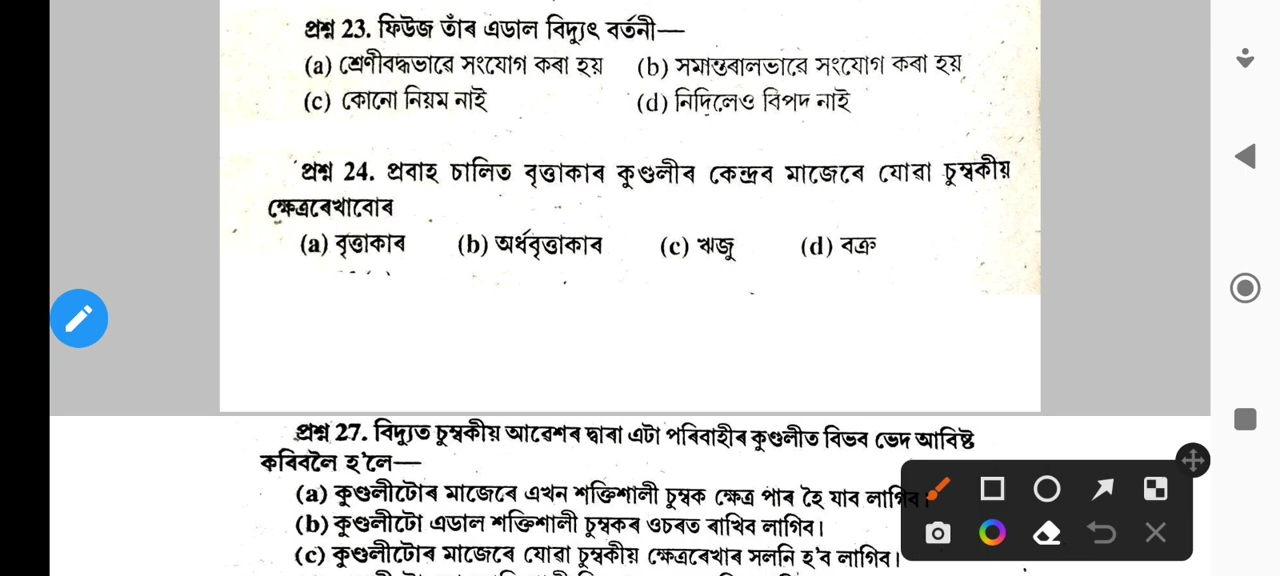 প্ৰশ্ন 23. ফিউজ তাঁৰ এডাল বিদ্যুৎ বৰ্তনী—
(a) শ্ৰেণীবদ্ধভাৱে সংযোগ কৰা হয় (b) সমান্তৰালভাৱে সংযোগ কৰা হয়
(c) কোনো নিয়ম নাই (d) নিদিলেও বিপদ নাই
প্ৰশ্ন 24. প্ৰবাহ চালিত বৃত্তাকাৰ কুণ্ডলীৰ কেন্দ্ৰৰ মাজেৰে যোৱা চুম্বকীয়
ক্ষেত্ৰৰেখাবোৰ
(a) বৃত্তাকাৰ (b) অৰ্ধবৃত্তাকাৰ (c) ঋজু (d) বক্ৰ
প্ৰশ্ন 27. বিদ্যুত চুম্বকীয় আৱেশৰ দ্বাৰা এটা পৰিবাহীৰ কুণ্ডলীত বিভৱ ভেদ আবিষ্ট
কৰিবলৈ হ'লে—
(a) কুণ্ডলীটোৰ মাজেৰে এখন শক্তিশালী চুম্বক ক্ষেত্ৰ পাৰ হৈ যাব লাগিব।
(b) কুণ্ডলীটো এডাল শক্তিশালী চুম্বকৰ ওচৰত ৰাখিব লাগিব।
(c) কুণ্ডলীটোৰ মাজেৰে যোৱা চুম্বকীয় ক্ষেত্ৰৰেখাৰ সলনি হ'ব লাগিব।